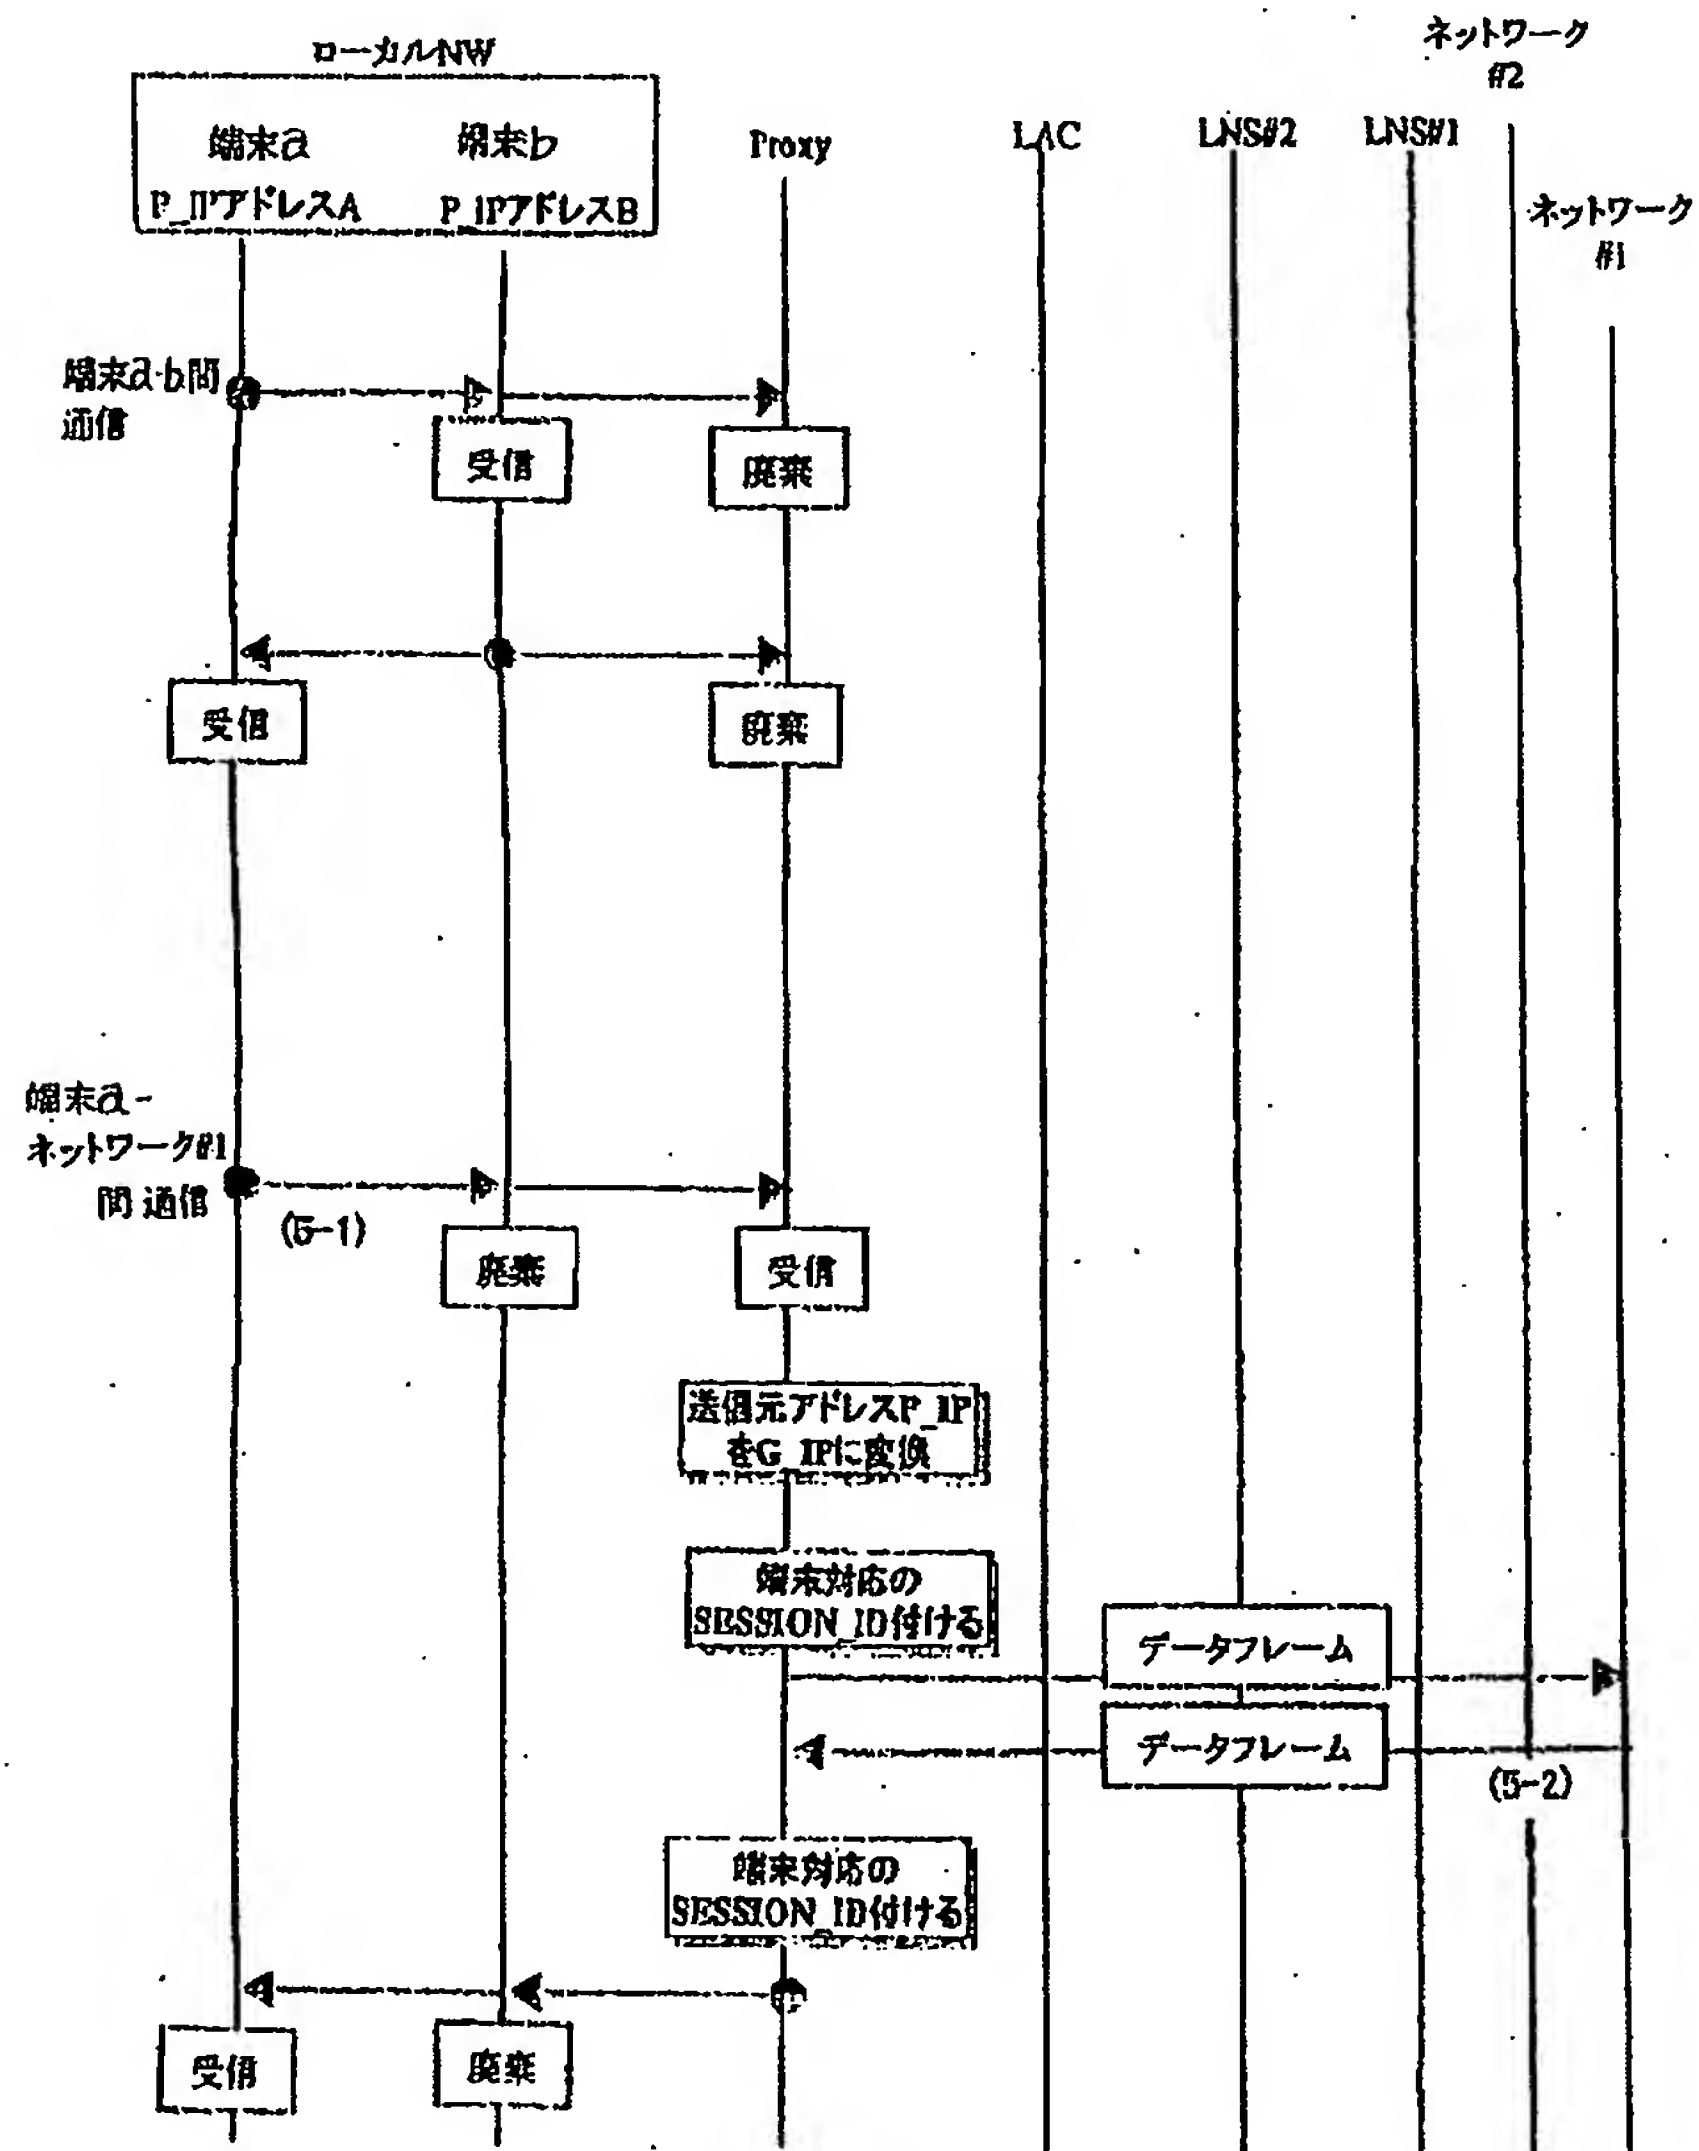 ローカルNW
ネットワーク
#2
端末a
端末b
Proxy
LAC
LNS#2
LNS#1
P_IPアドレスA
P_IPアドレスB
ネットワーク
#1
端末a-b間
通信
受信
廃棄
受信
廃棄
端末a-
ネットワーク#1
間 通信
(5-1)
廃棄
受信
送信元アドレスP_IP
をG_IPに変換
端末対応の
SESSION_ID付ける
データフレーム
データフレーム
(5-2)
端末対応の
SESSION_ID付ける
受信
廃棄